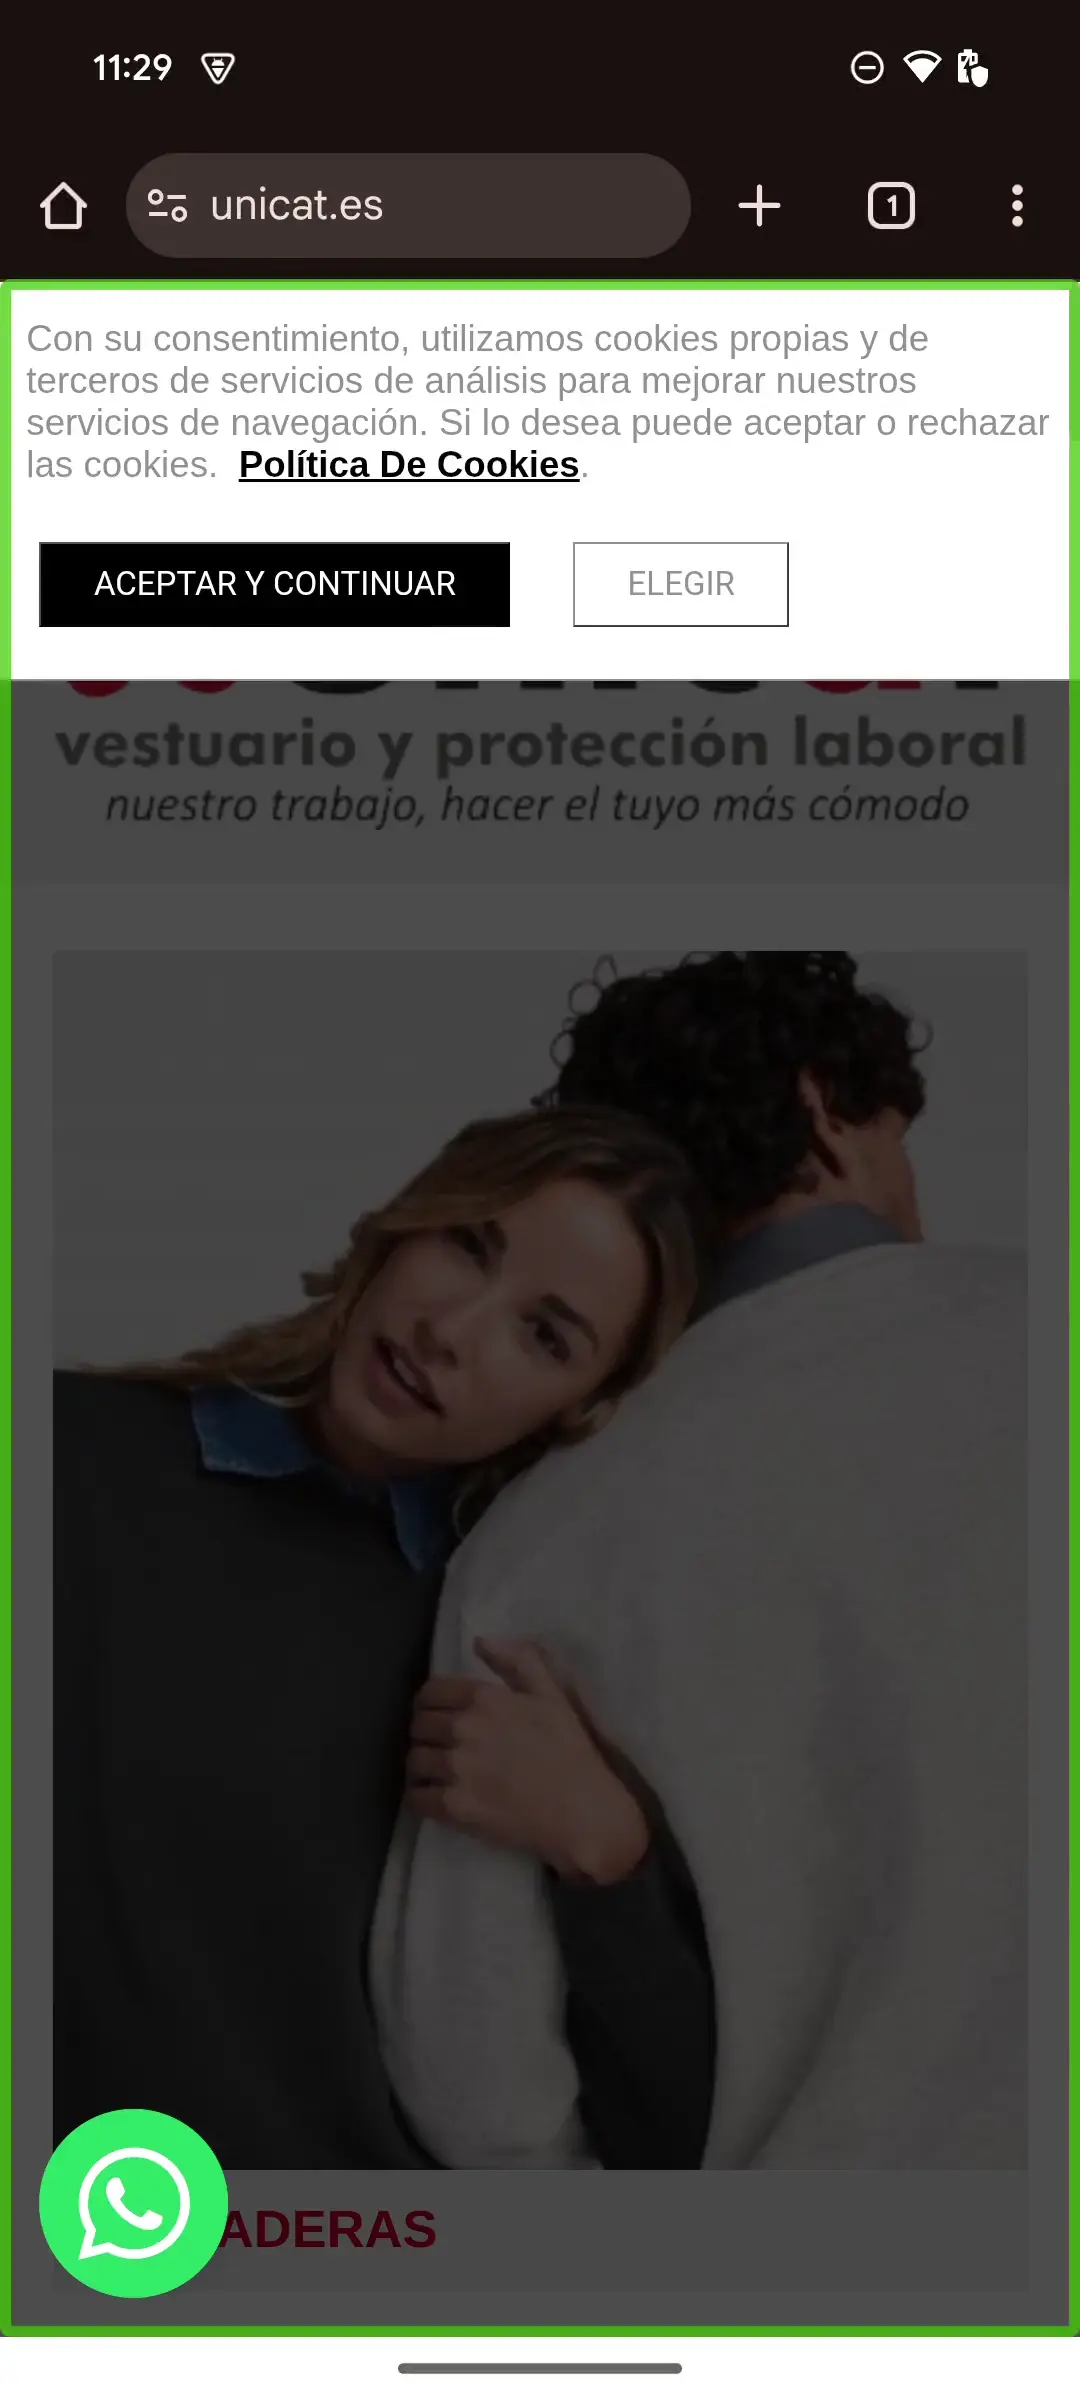 11:29
unicat.es
1
Con su consentimiento, utilizamos cookies propias y de
terceros de servicios de análisis para mejorar nuestros
servicios de navegación. Si lo desea puede aceptar o rechazar
las cookies. Política De Cookies.
ACEPTAR Y CONTINUAR
ELEGIR
vestuario y protección laboral
nuestro trabajo, hacer el tuyo más cómodo